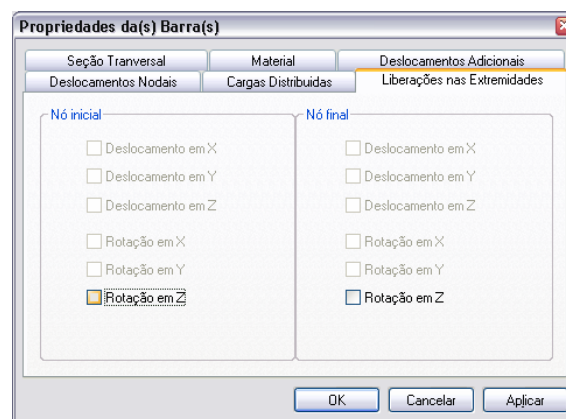 Propriedades da(s) Barra(s)
Seção Tranversal Material Deslocamentos Adicionais
Deslocamentos Nodais Cargas Distribuidas Liberações nas Extremidades
Nó inicial Nó final
Deslocamento em X Deslocamento em X
Deslocamento em Y Deslocamento em Y
Deslocamento em Z Deslocamento em Z
Rotação em X Rotação em X
Rotação em Y Rotação em Y
Rotação em Z Rotação em Z
OK Cancelar Aplicar